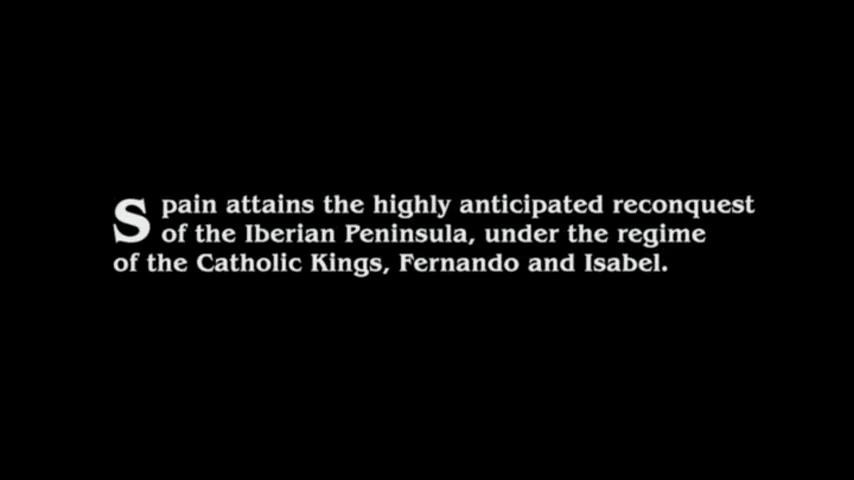 Spain attains the highly anticipated reconquest
of the Iberian Peninsula, under the regime
of the Catholic Kings, Fernando and Isabel.